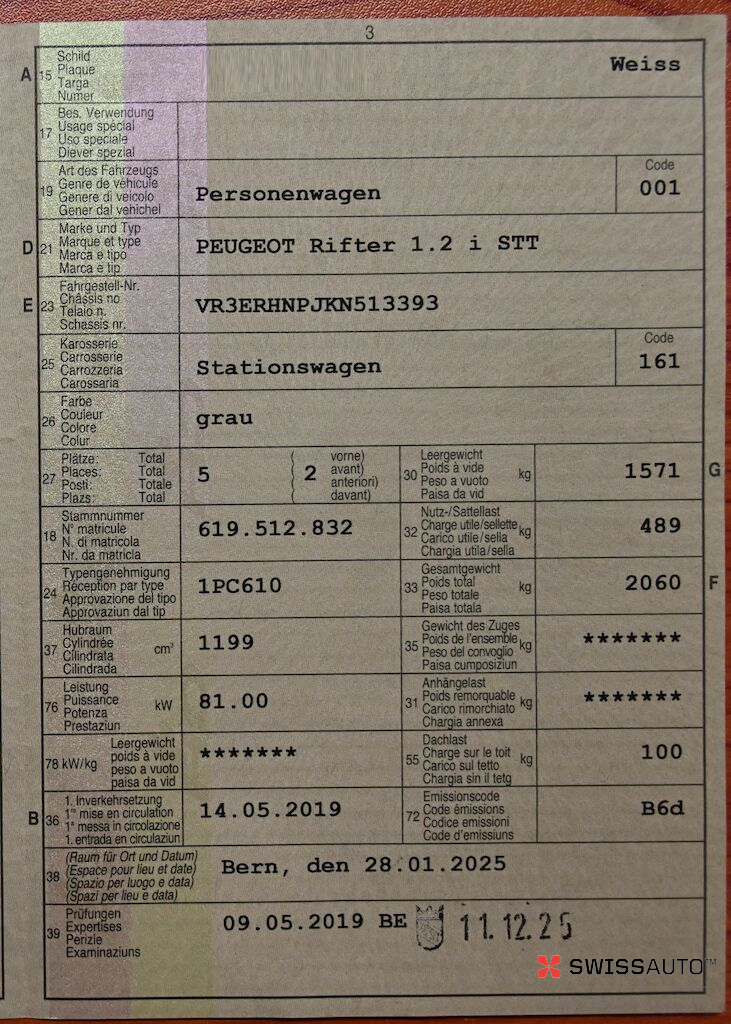 3
A 15 Schild Weiss
Plaque
Targa
Numer
17 Bes. Verwendung
Usage spécial
Uso speciale
Diever spezial
19 Art des Fahrzeugs Code
Genre de véhicule
Genere di veicolo
Gener dal vehichel
Personenwagen 001
D 21 Marke und Typ
Marque et type
Marca e tipo
Marca e tip
PEUGEOT Rifter 1.2 i STT
E 23 Fahrgestell-Nr.
Châssis no
Telaio n.
Schassis nr.
VR3ERHNPJKN513393
25 Karosserie Code
Carrosserie
Carrozzeria
Carossaria
Stationswagen 161
26 Farbe
Couleur
Colore
Colur
grau
27 Plätze: Total
Places: Total
Posti: Totale
Plazs: Total
5 ( 2 vorne)
avant)
anteriori)
davant)
30 Leergewicht
Poids à vide
Peso a vuoto
Paisa da vid
kg 1571 G
18 Stammnummer
N° matricule
N. di matricola
Nr. da matricla
619.512.832
32 Nutz-/Sattellast
Charge utile/sellette
Carico utile/sella
Chargia utila/sella
kg 489
24 Typengenehmigung
Réception par type
Approvazione del tipo
Approvaziun dal tip
1PC610
33 Gesamtgewicht
Poids total
Peso totale
Paisa totala
kg 2060 F
37 Hubraum
Cylindrée
Cilindrata
Cilindrada
cm³ 1199
35 Gewicht des Zuges
Poids de l'ensemble
Peso del convoglio
Paisa cumposiziun
kg *******
76 Leistung
Puissance
Potenza
Prestaziun
kW 81.00
31 Anhängelast
Poids remorquable
Carico rimorchiato
Chargia annexa
kg *******
78 kW/kg Leergewicht
poids à vide
peso a vuoto
paisa da vid
*******
55 Dachlast
Charge sur le toit
Carico sul tetto
Chargia sin il tetg
kg 100
B 36 1. Inverkehrsetzung
1re mise en circulation
1a messa in circolazione
1. entrada en circulaziun
14.05.2019
72 Emissionscode
Code émissions
Codice emissioni
Code d'emissiuns
B6d
38 (Raum für Ort und Datum)
(Espace pour lieu et date)
(Spazio per luogo e data)
(Spazi per lieu e data)
Bern, den 28.01.2025
39 Prüfungen
Expertises
Perizie
Examinaziuns
09.05.2019 BE 11.12.25
SWISSAUTO™